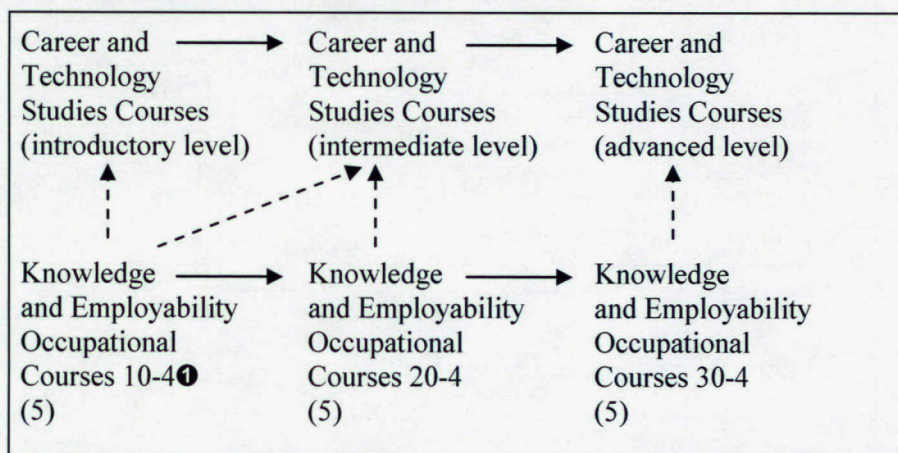 Career and
Technology
Studies Courses
(introductory level)
Career and
Technology
Studies Courses
(intermediate level)
Career and
Technology
Studies Courses
(advanced level)
Knowledge
and Employability
Occupational
Courses 10-4❶
(5)
Knowledge
and Employability
Occupational
Courses 20-4
(5)
Knowledge
and Employability
Occupational
Courses 30-4
(5)